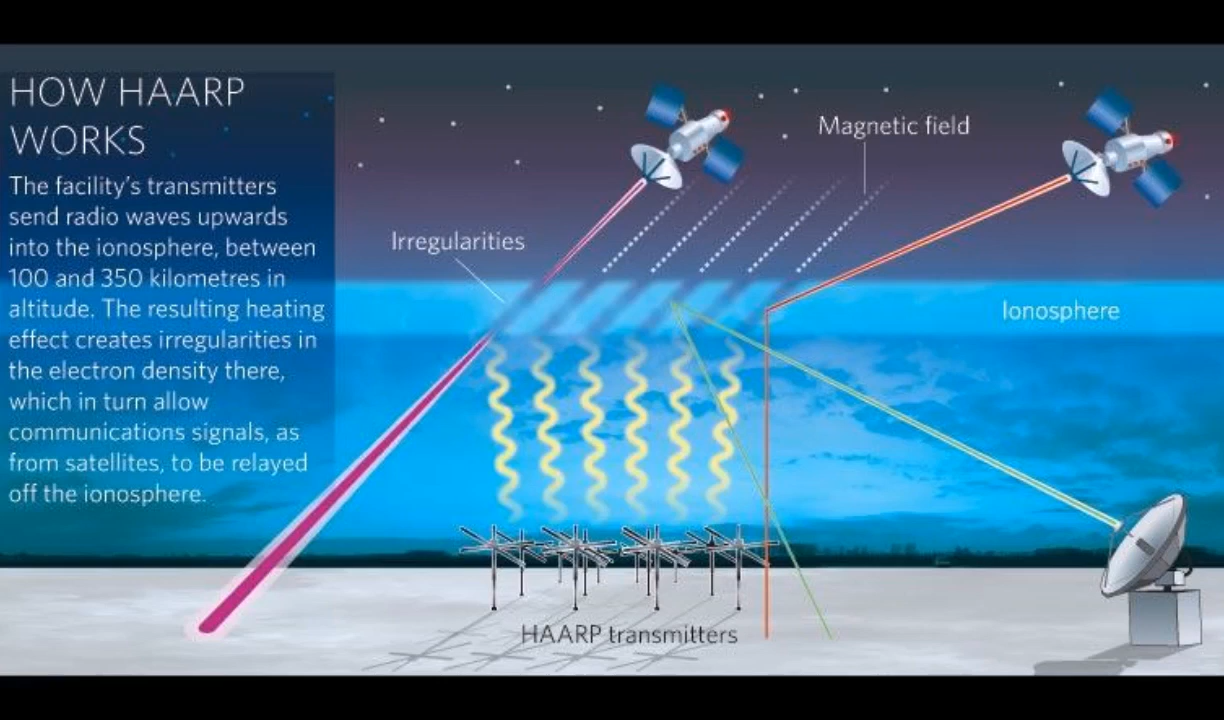 HOW HAARP
WORKS
The facility's transmitters
send radio waves upwards
into the ionosphere, between
100 and 350 kilometres in
altitude. The resulting heating
effect creates irregularities in
the electron density there,
which in turn allow
communications signals, as
from satellites, to be relayed
off the ionosphere.
Magnetic field
Irregularities
Ionosphere
HAARP transmitters